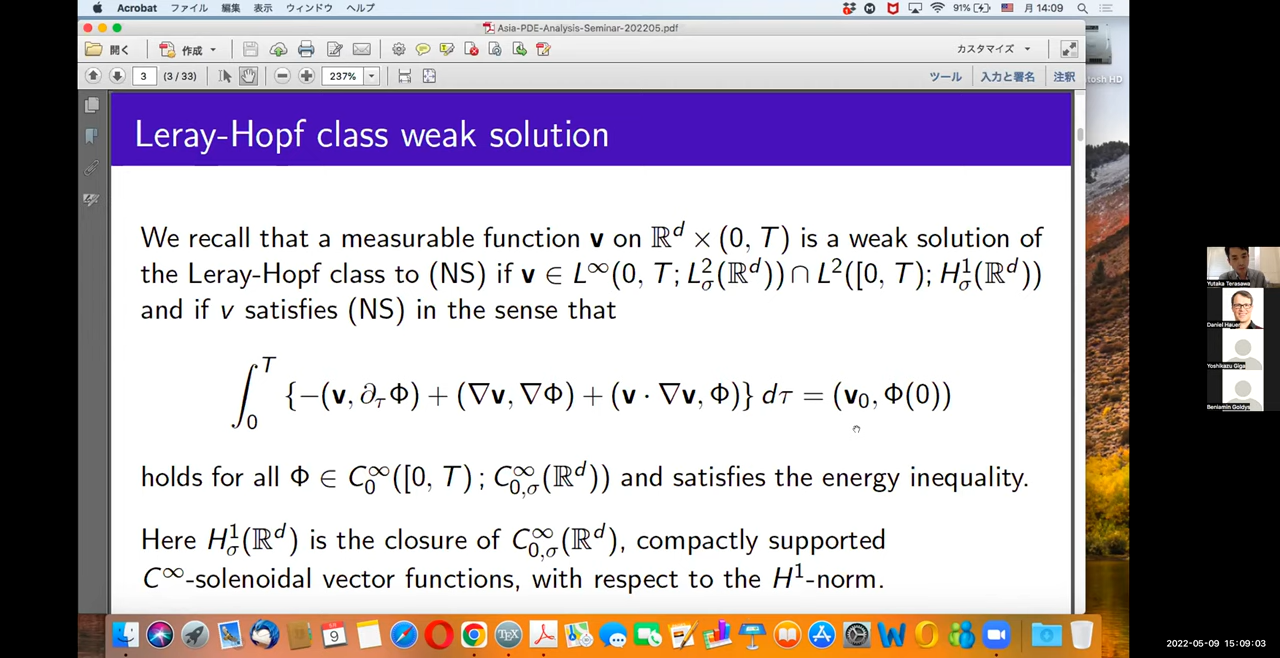 Acrobat ファイル 編集 表示 ウィンドウ ヘルプ 91% 月 14:09
Asia-PDE-Analysis-Seminar-202205.pdf
開く 作成 カスタマイズ
3 (3 / 33) 237% ツール 入力と署名 注釈
tosh HD
Leray-Hopf class weak solution
We recall that a measurable function v on ℝ^d × (0, T) is a weak solution of
the Leray-Hopf class to (NS) if v ∈ L^∞(0, T; L^2_σ(ℝ^d)) ∩ L^2([0, T); H^1_σ(ℝ^d))
and if v satisfies (NS) in the sense that
∫_0^T {−(v, ∂_τΦ) + (∇v, ∇Φ) + (v · ∇v, Φ)} dτ = (v_0, Φ(0))
holds for all Φ ∈ C^∞_0([0, T); C^∞_{0,σ}(ℝ^d)) and satisfies the energy inequality.
Here H^1_σ(ℝ^d) is the closure of C^∞_{0,σ}(ℝ^d), compactly supported
C^∞-solenoidal vector functions, with respect to the H^1-norm.
Yutaka Terasawa
Daniel Hauer
Yoshikazu Giga
Beniamin Goldys
9
TEX
2022-05-09 15:09:03